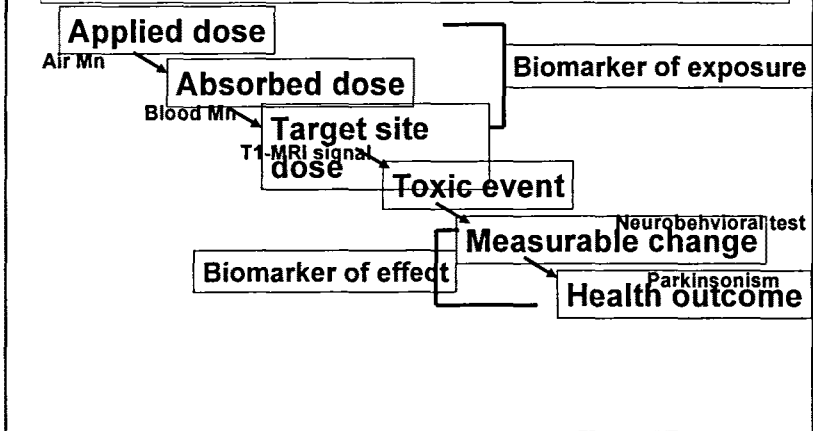 Applied dose
Air Mn
Absorbed dose
Biomarker of exposure
Blood Mn
Target site
T1-MRI signal
dose
Toxic event
Neurobehvioral test
Measurable change
Biomarker of effect
Parkinsonism
Health outcome